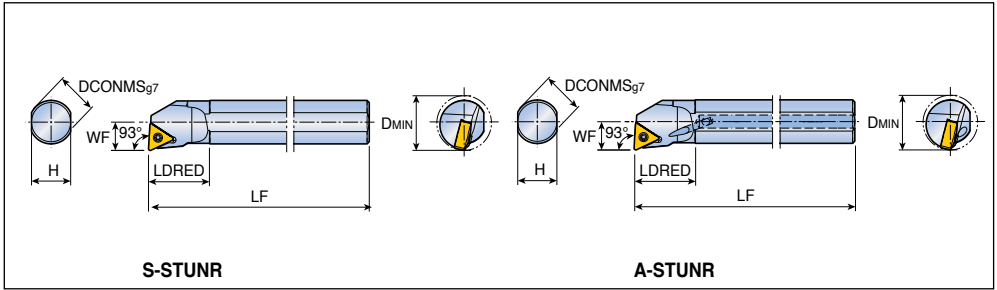 DCONMSg7
WF
93°
H
LDRED
LF
DMIN
S-STUNR
DCONMSg7
WF
93°
H
LDRED
LF
DMIN
A-STUNR